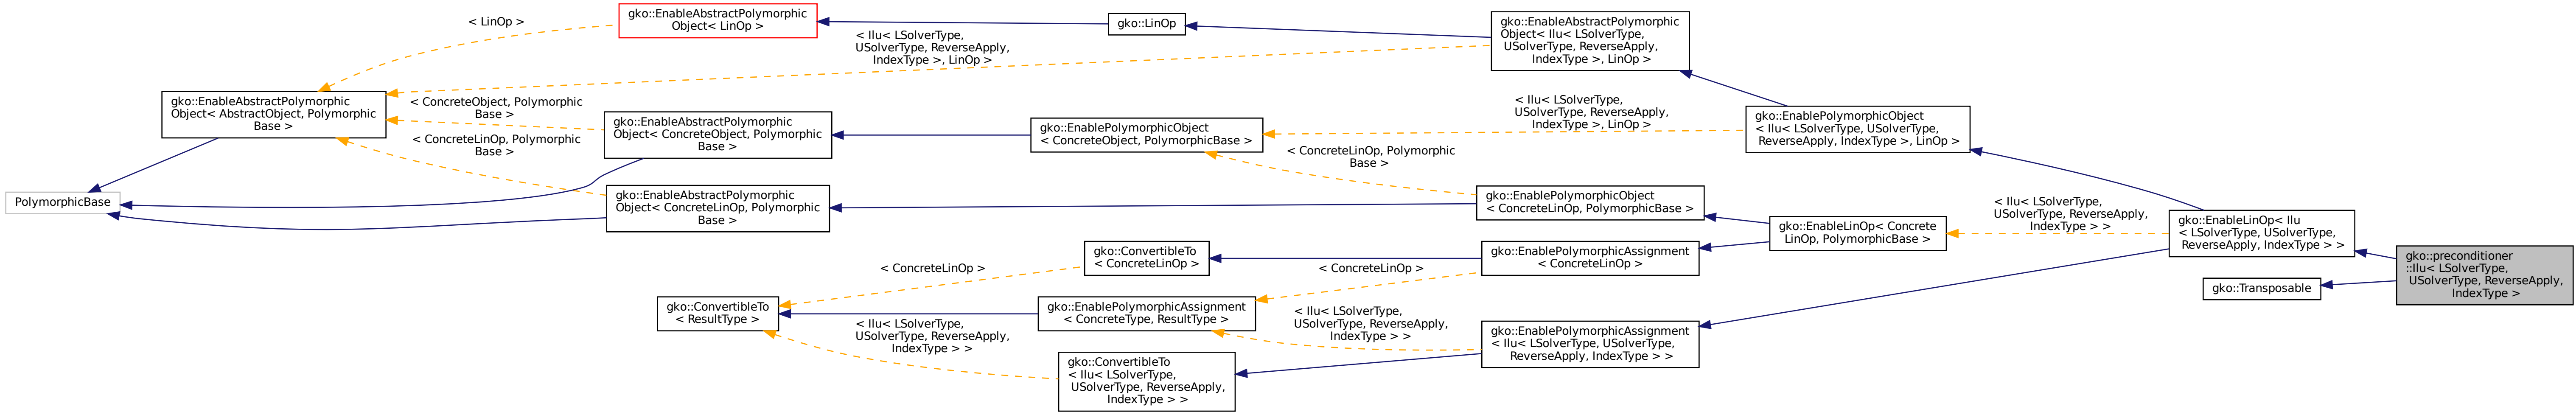 PolymorphicBase
gko::EnableAbstractPolymorphic
Object< AbstractObject, Polymorphic
Base >
< LinOp >
gko::EnableAbstractPolymorphic
Object< LinOp >
< Ilu< LSolverType,
USolverType, ReverseApply,
IndexType >, LinOp >
gko::LinOp
gko::EnableAbstractPolymorphic
Object< Ilu< LSolverType,
USolverType, ReverseApply,
IndexType >, LinOp >
< ConcreteObject, Polymorphic
Base >
gko::EnableAbstractPolymorphic
Object< ConcreteObject, Polymorphic
Base >
gko::EnablePolymorphicObject
< ConcreteObject, PolymorphicBase >
< Ilu< LSolverType,
USolverType, ReverseApply,
IndexType >, LinOp >
gko::EnablePolymorphicObject
< Ilu< LSolverType, USolverType,
ReverseApply, IndexType >, LinOp >
< ConcreteLinOp, Polymorphic
Base >
gko::EnableAbstractPolymorphic
Object< ConcreteLinOp, Polymorphic
Base >
< ConcreteLinOp, Polymorphic
Base >
gko::EnablePolymorphicObject
< ConcreteLinOp, PolymorphicBase >
gko::EnableLinOp< Concrete
LinOp, PolymorphicBase >
< Ilu< LSolverType,
USolverType, ReverseApply,
IndexType > >
gko::EnableLinOp< Ilu
< LSolverType, USolverType,
ReverseApply, IndexType > >
gko::preconditioner
::Ilu< LSolverType,
USolverType, ReverseApply,
IndexType >
gko::Transposable
gko::ConvertibleTo
< ResultType >
< ConcreteLinOp >
gko::ConvertibleTo
< ConcreteLinOp >
gko::EnablePolymorphicAssignment
< ConcreteType, ResultType >
< ConcreteLinOp >
gko::EnablePolymorphicAssignment
< ConcreteLinOp >
< Ilu< LSolverType,
USolverType, ReverseApply,
IndexType > >
gko::ConvertibleTo
< Ilu< LSolverType,
USolverType, ReverseApply,
IndexType > >
< Ilu< LSolverType,
USolverType, ReverseApply,
IndexType > >
gko::EnablePolymorphicAssignment
< Ilu< LSolverType, USolverType,
ReverseApply, IndexType > >